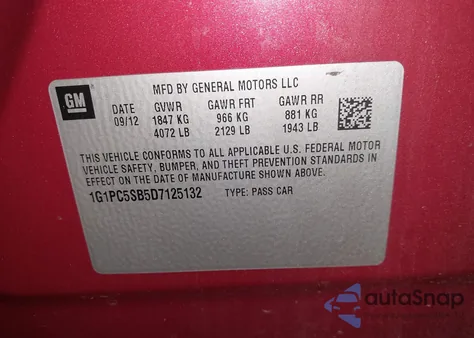 GM
MFD BY GENERAL MOTORS LLC
DATE GVWR GAWR FRT GAWR RR
09/12 1847 KG 966 KG 881 KG
4072 LB 2129 LB 1943 LB
THIS VEHICLE CONFORMS TO ALL APPLICABLE U.S. FEDERAL MOTOR
VEHICLE SAFETY, BUMPER, AND THEFT PREVENTION STANDARDS IN
EFFECT ON THE DATE OF MANUFACTURE SHOWN ABOVE.
1G1PC5SB5D7125132 TYPE: PASS CAR
autoSnap